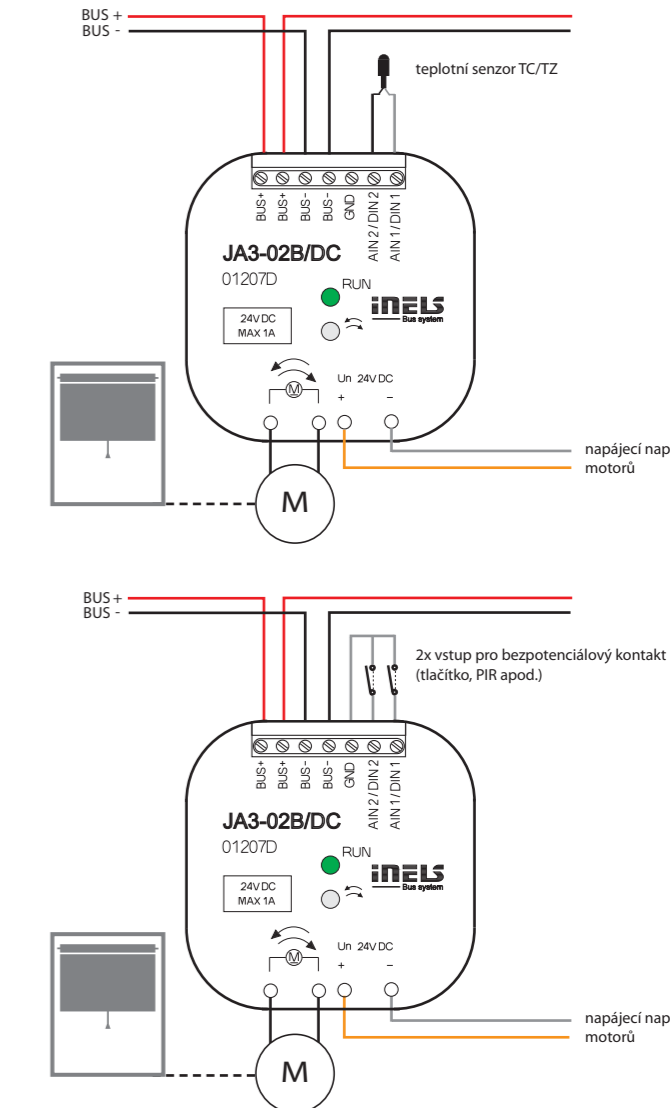 BUS +
BUS -
teplotní senzor TC/TZ
BUS+
BUS+
BUS-
BUS-
GND
AIN 2 / DIN 2
AIN 1 / DIN 1
JA3-02B/DC
01207D
RUN
24V DC
MAX 1A
iNELS
Bus system
M
Un 24V DC
+
–
napájecí nap
motorů
M
BUS +
BUS -
2x vstup pro bezpotenciálový kontakt
(tlačítko, PIR apod.)
BUS+
BUS+
BUS-
BUS-
GND
AIN 2 / DIN 2
AIN 1 / DIN 1
JA3-02B/DC
01207D
RUN
24V DC
MAX 1A
iNELS
Bus system
M
Un 24V DC
+
–
napájecí nap
motorů
M